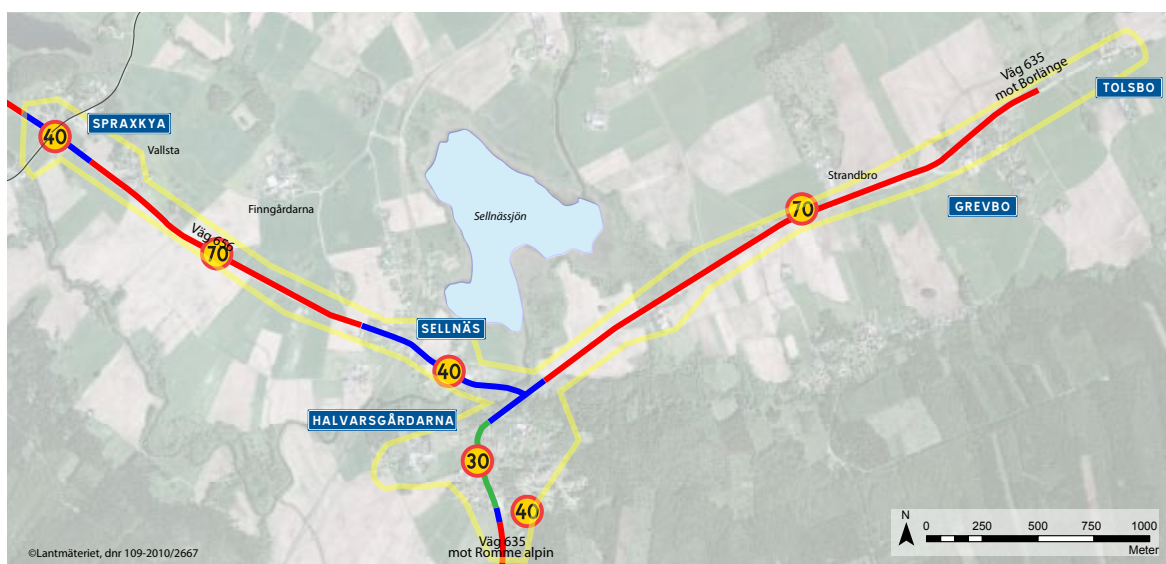 Väg 635
mot Borlänge
TOLSBO
SPRAXKYA
40
Vallsta
Strandbro
Finngårdarna
70
GREVBO
Sellnässjön
Väg 656
70
SELLNÄS
40
HALVARSGÅRDARNA
30
40
N
0 250 500 750 1000
Meter
Väg 635
mot Romme alpin
©Lantmäteriet, dnr 109-2010/2667